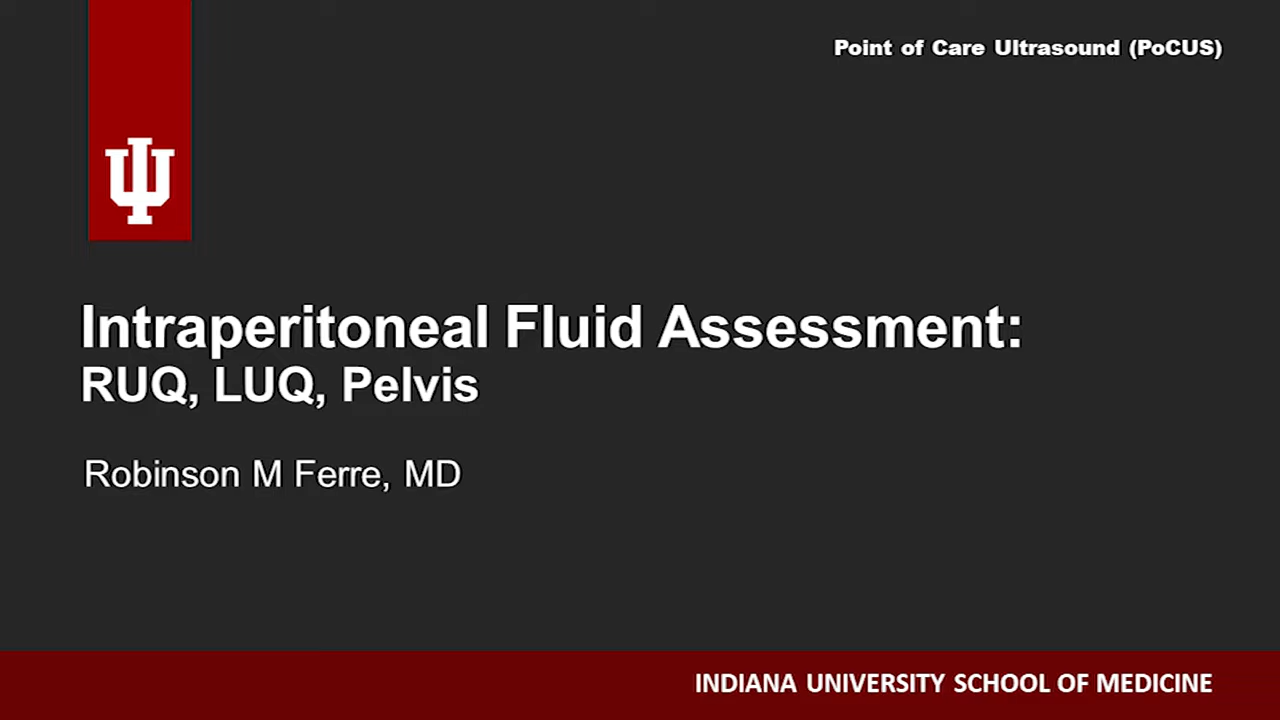 Point of Care Ultrasound (PoCUS)
Intraperitoneal Fluid Assessment:
RUQ, LUQ, Pelvis
Robinson M Ferre, MD
INDIANA UNIVERSITY SCHOOL OF MEDICINE